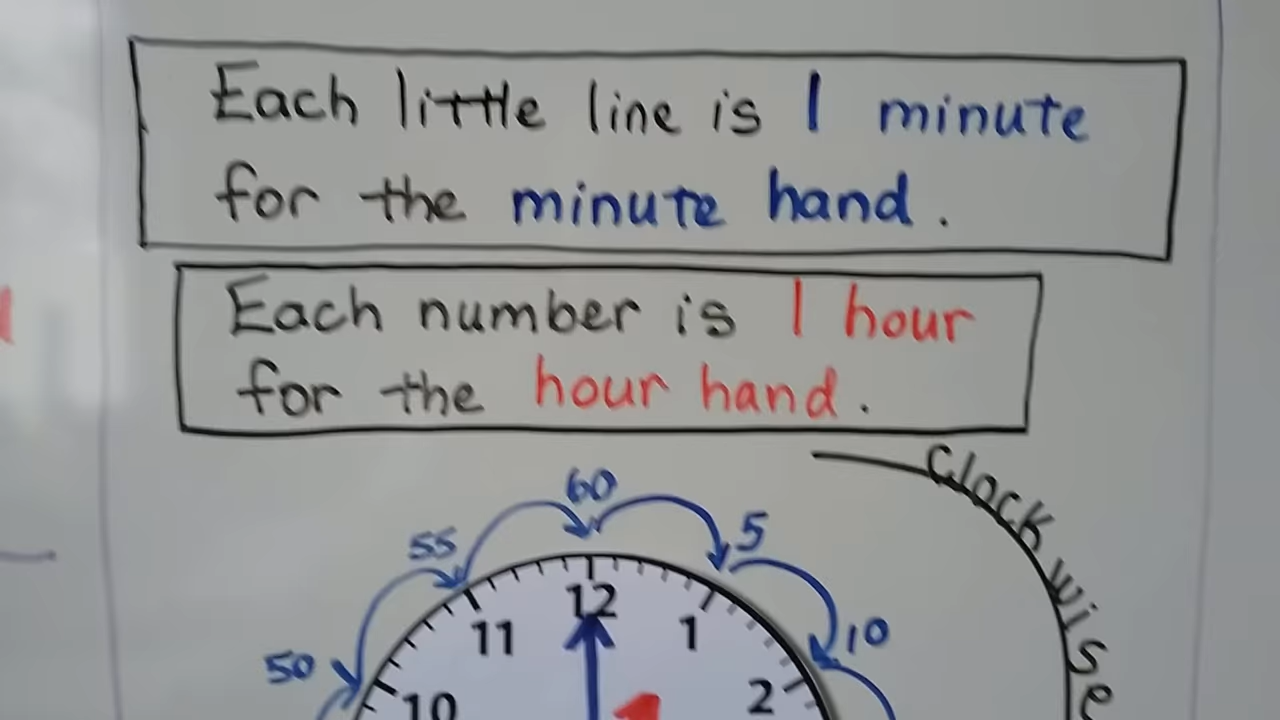 Each little line is 1 minute
for the minute hand.
Each number is 1 hour
for the hour hand.
Clockwise
60
55
5
50
10
12
11
1
10
2